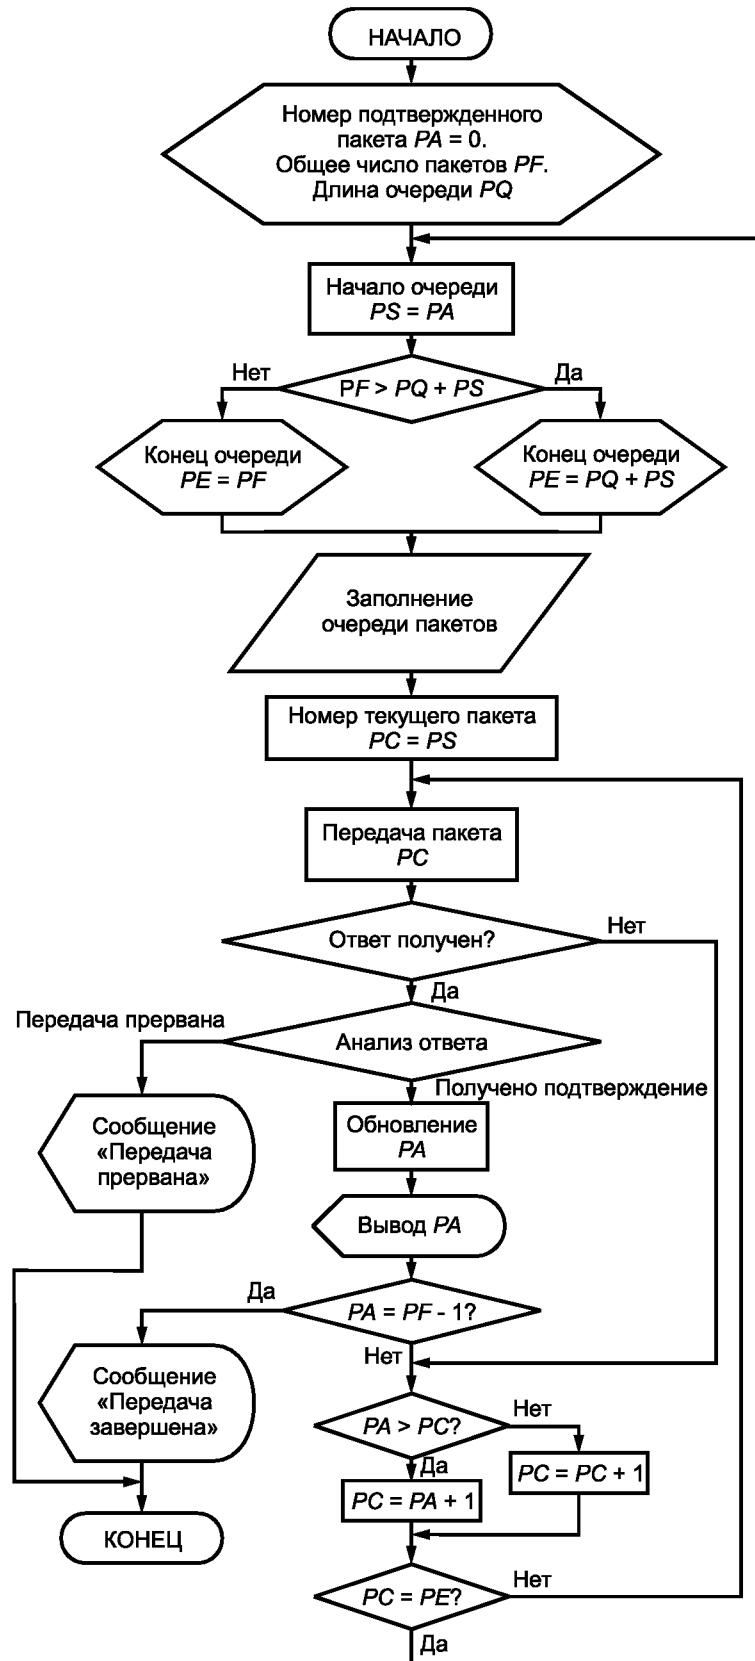 НАЧАЛО
Номер подтвержденного
пакета PA = 0.
Общее число пакетов PF.
Длина очереди PQ
Начало очереди
PS = PA
Нет
PF > PQ + PS
Да
Конец очереди
PE = PF
Конец очереди
PE = PQ + PS
Заполнение
очереди пакетов
Номер текущего пакета
PC = PS
Передача пакета
PC
Ответ получен?
Нет
Да
Передача прервана
Анализ ответа
Получено подтверждение
Сообщение
«Передача
прервана»
Обновление
PA
Вывод PA
Да
PA = PF - 1?
Нет
Сообщение
«Передача
завершена»
PA > PC?
Нет
Да
PC = PC + 1
PC = PA + 1
КОНЕЦ
PC = PE?
Нет
Да